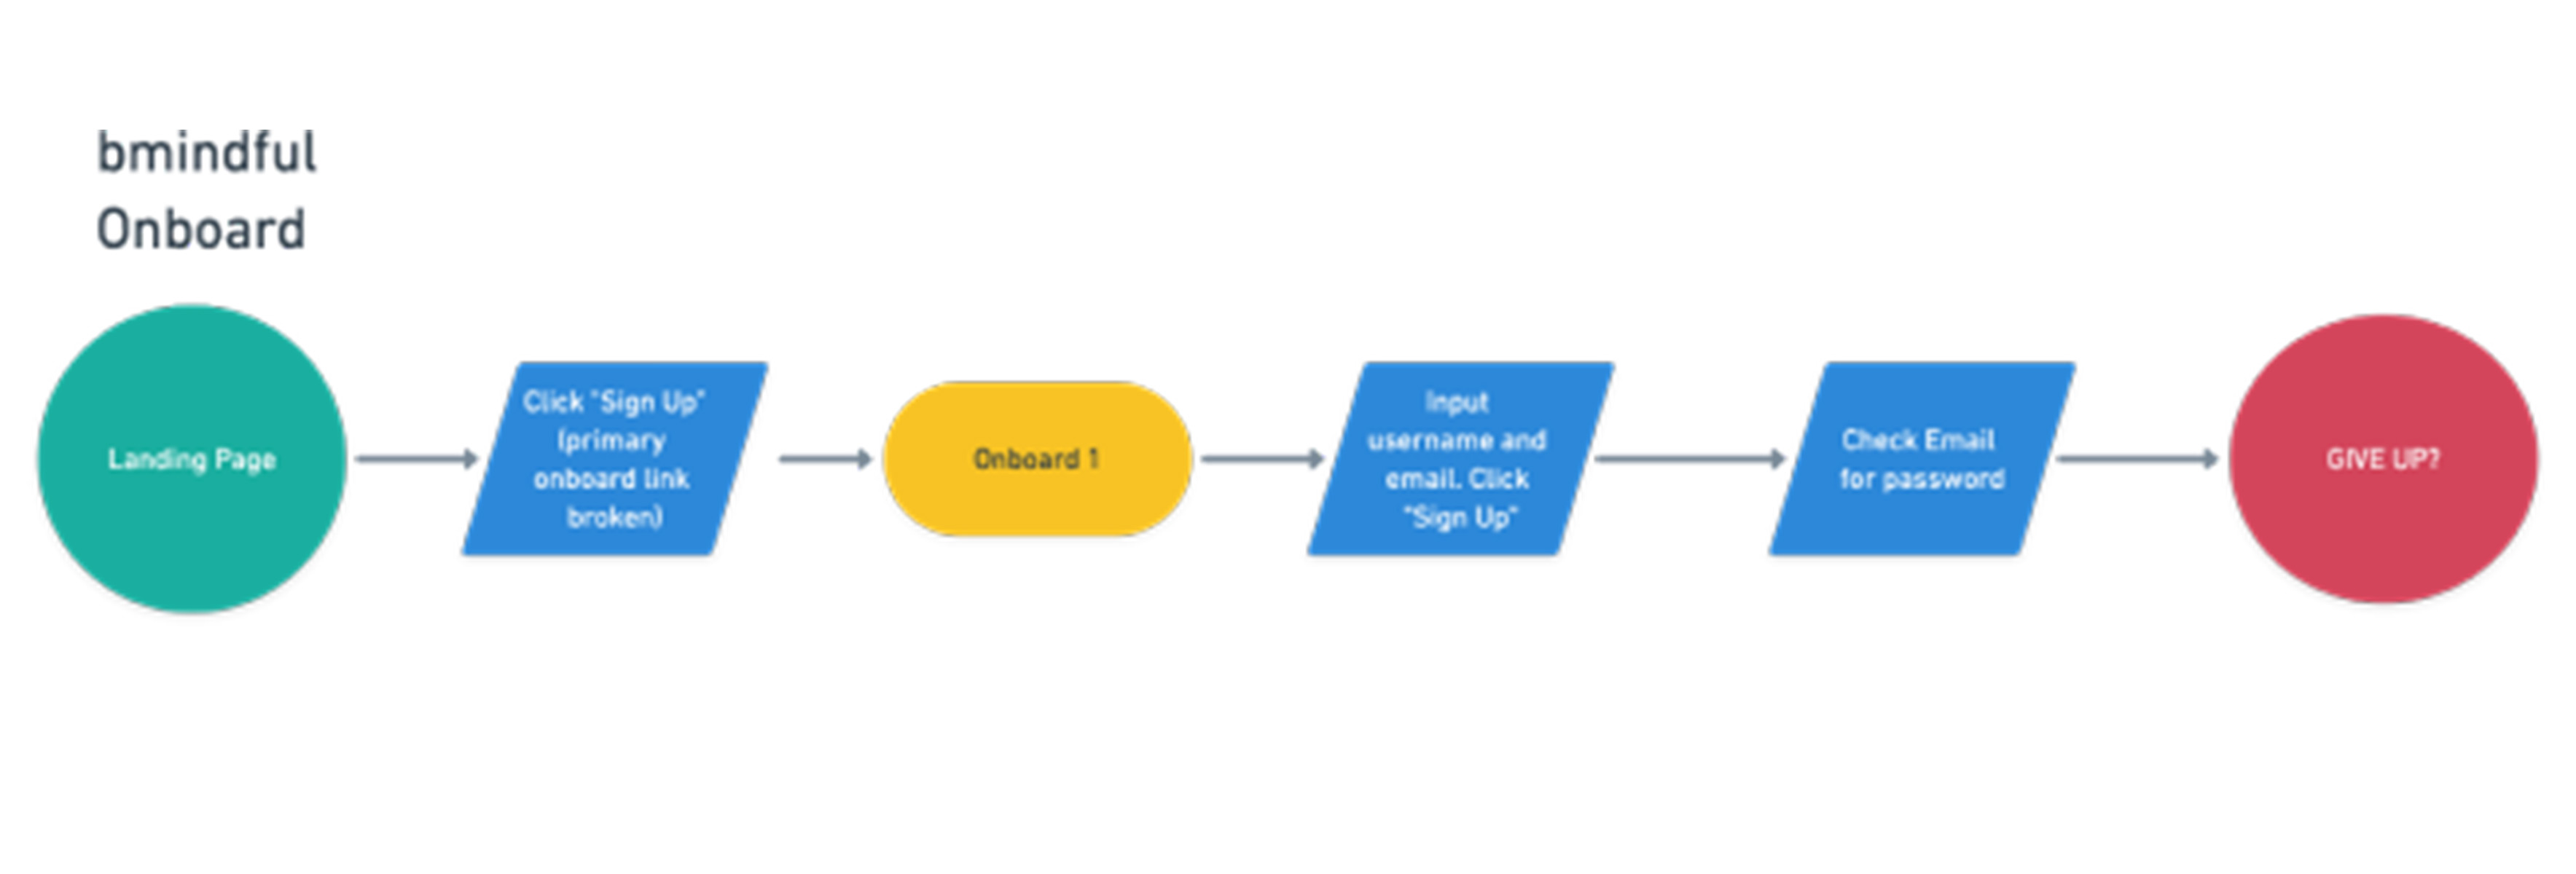 bmindful
Onboard
Landing Page
Click "Sign Up"
(primary
onboard link
broken)
Onboard 1
Input
username and
email. Click
"Sign Up"
Check Email
for password
GIVE UP?